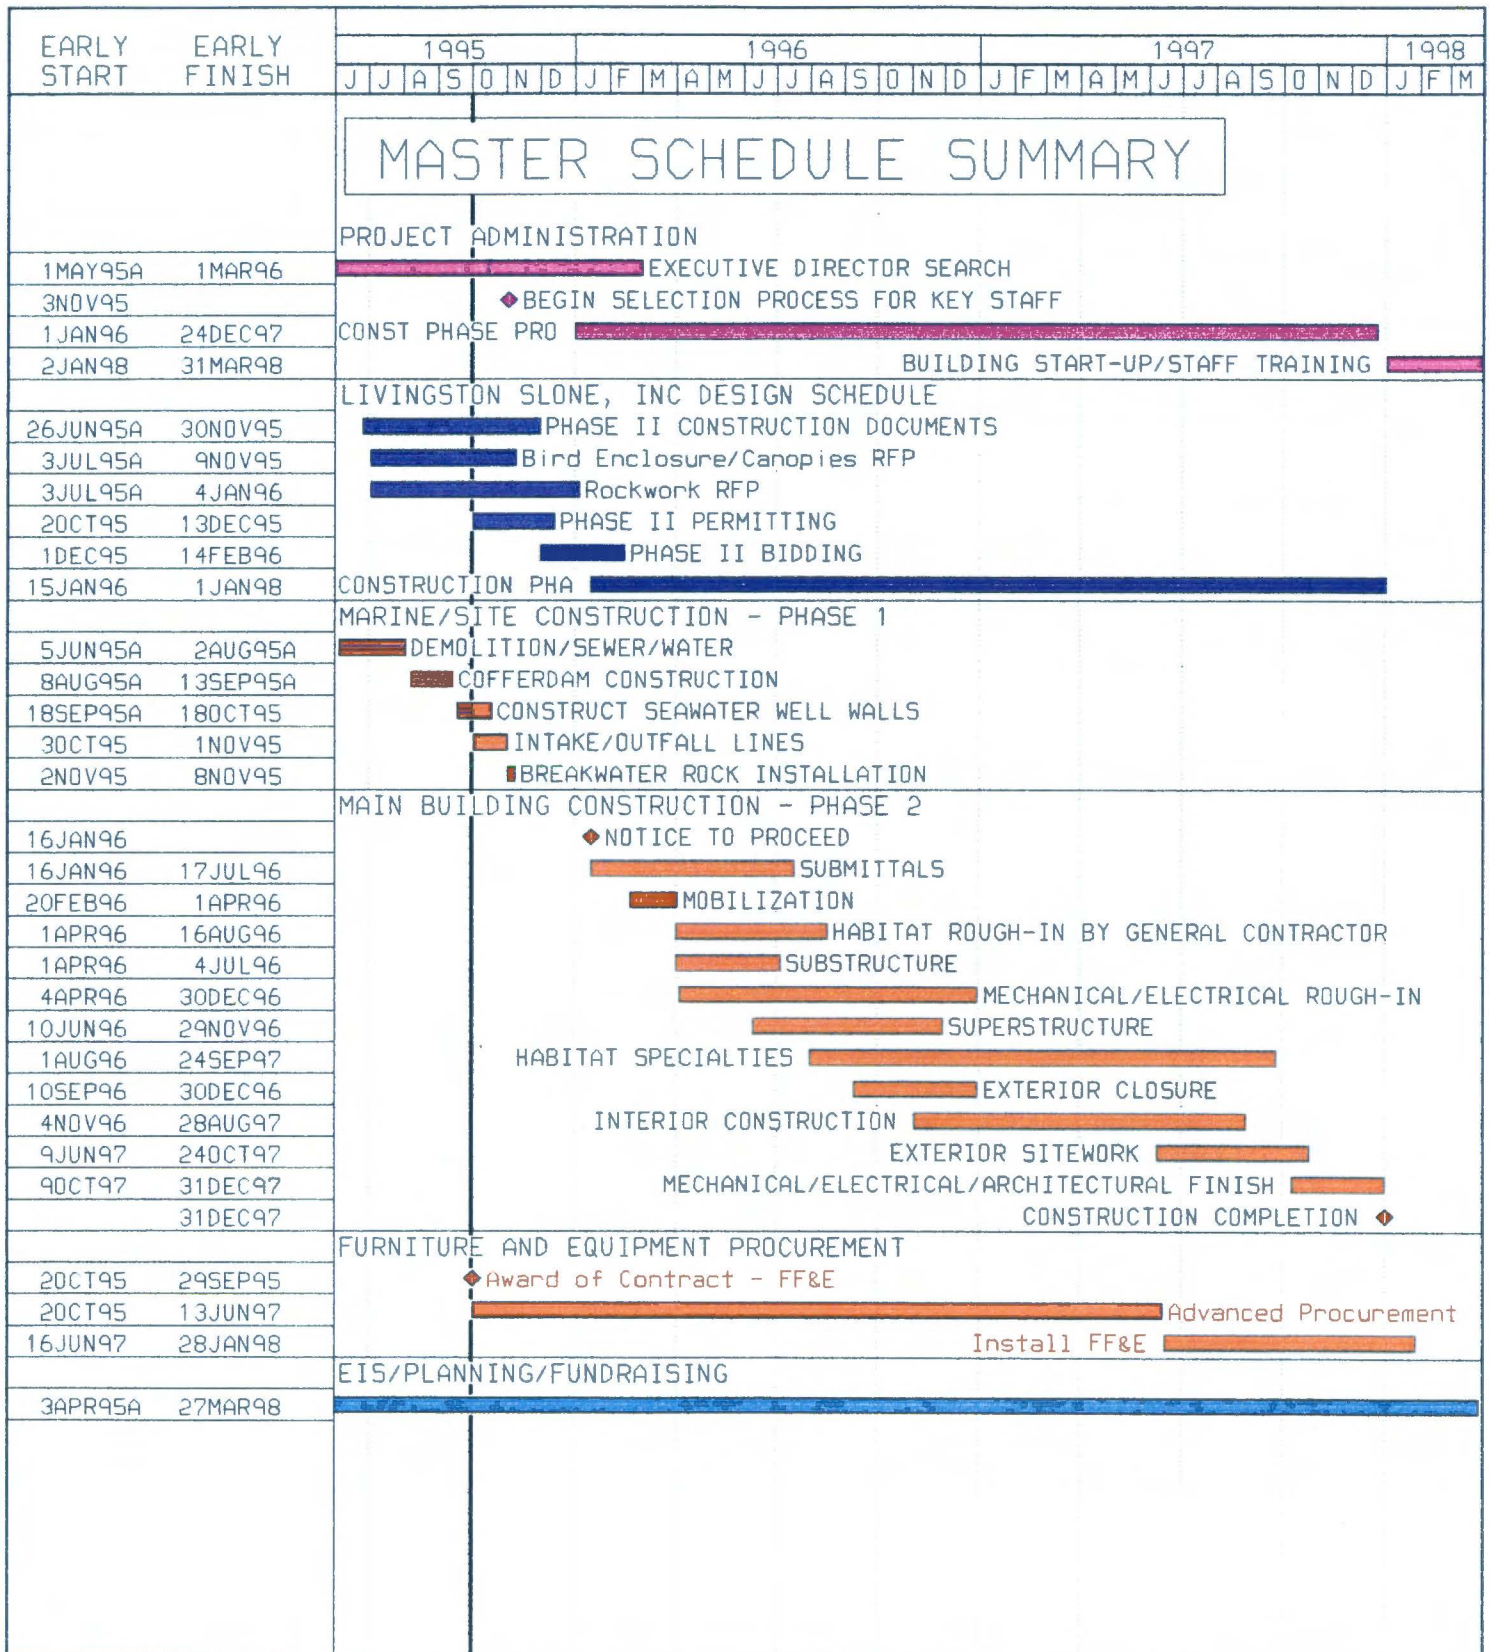 EARLY START EARLY FINISH
1995 1996 1997 1998
J J A S O N D J F M A M J J A S O N D J F M A M J J A S O N D J F M
MASTER SCHEDULE SUMMARY
PROJECT ADMINISTRATION
1MAY95A 1MAR96 EXECUTIVE DIRECTOR SEARCH
3NOV95 BEGIN SELECTION PROCESS FOR KEY STAFF
1JAN96 24DEC97 CONST PHASE PRO
2JAN98 31MAR98 BUILDING START-UP/STAFF TRAINING
LIVINGSTON SLONE, INC DESIGN SCHEDULE
26JUN95A 30NOV95 PHASE II CONSTRUCTION DOCUMENTS
3JUL95A 9NOV95 Bird Enclosure/Canopies RFP
3JUL95A 4JAN96 Rockwork RFP
2OCT95 13DEC95 PHASE II PERMITTING
1DEC95 14FEB96 PHASE II BIDDING
15JAN96 1JAN98 CONSTRUCTION PHA
MARINE/SITE CONSTRUCTION - PHASE 1
5JUN95A 2AUG95A DEMOLITION/SEWER/WATER
8AUG95A 13SEP95A COFFERDAM CONSTRUCTION
18SEP95A 18OCT95 CONSTRUCT SEAWATER WELL WALLS
3OCT95 1NOV95 INTAKE/OUTFALL LINES
2NOV95 8NOV95 BREAKWATER ROCK INSTALLATION
MAIN BUILDING CONSTRUCTION - PHASE 2
16JAN96 NOTICE TO PROCEED
16JAN96 17JUL96 SUBMITTALS
20FEB96 1APR96 MOBILIZATION
1APR96 16AUG96 HABITAT ROUGH-IN BY GENERAL CONTRACTOR
1APR96 4JUL96 SUBSTRUCTURE
4APR96 30DEC96 MECHANICAL/ELECTRICAL ROUGH-IN
10JUN96 29NOV96 SUPERSTRUCTURE
1AUG96 24SEP97 HABITAT SPECIALTIES
10SEP96 30DEC96 EXTERIOR CLOSURE
4NOV96 28AUG97 INTERIOR CONSTRUCTION
9JUN97 24OCT97 EXTERIOR SITEWORK
9OCT97 31DEC97 MECHANICAL/ELECTRICAL/ARCHITECTURAL FINISH
31DEC97 CONSTRUCTION COMPLETION
FURNITURE AND EQUIPMENT PROCUREMENT
2OCT95 29SEP95 Award of Contract - FF&E
2OCT95 13JUN97 Advanced Procurement
16JUN97 28JAN98 Install FF&E
EIS/PLANNING/FUNDRAISING
3APR95A 27MAR98